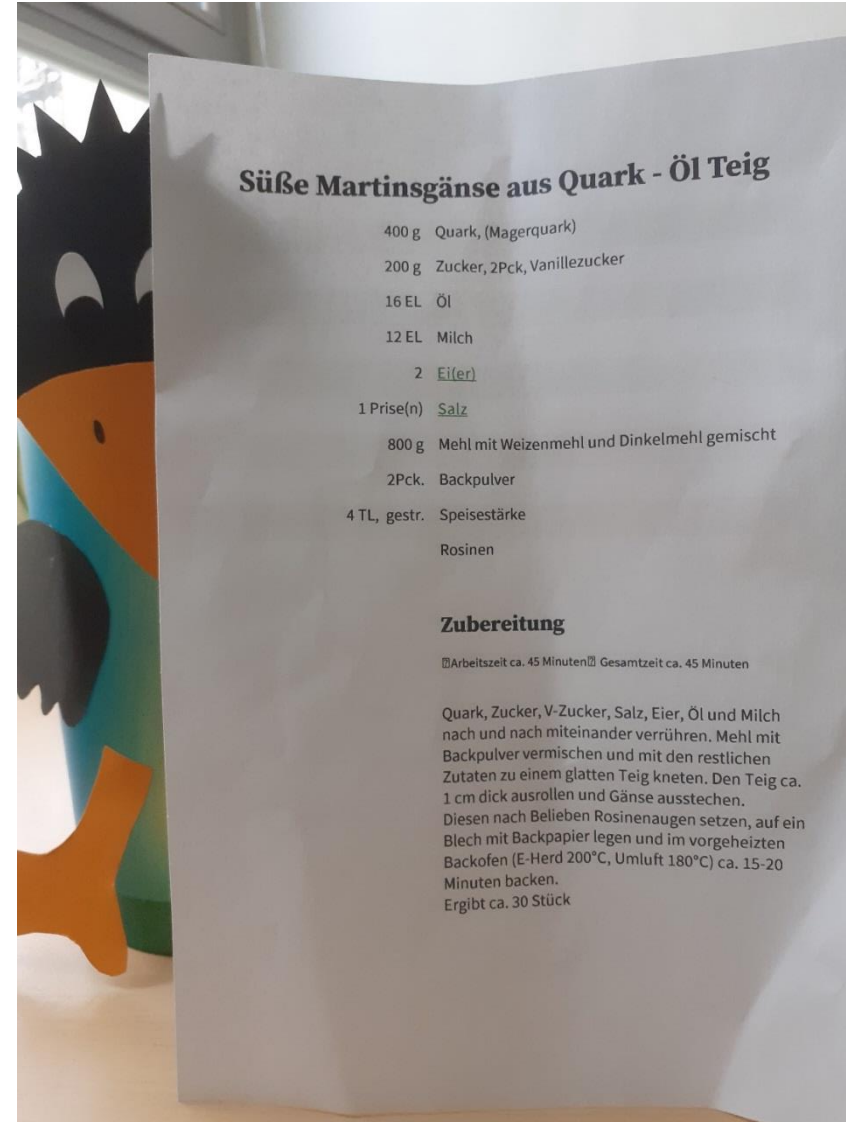 Süße Martinsgänse aus Quark - Öl Teig
400 g Quark, (Magerquark)
200 g Zucker, 2Pck, Vanillezucker
16 EL Öl
12 EL Milch
2 Ei(er)
1 Prise(n) Salz
800 g Mehl mit Weizenmehl und Dinkelmehl gemischt
2Pck. Backpulver
4 TL, gestr. Speisestärke
Rosinen
Zubereitung
Arbeitszeit ca. 45 Minuten Gesamtzeit ca. 45 Minuten
Quark, Zucker, V-Zucker, Salz, Eier, Öl und Milch
nach und nach miteinander verrühren. Mehl mit
Backpulver vermischen und mit den restlichen
Zutaten zu einem glatten Teig kneten. Den Teig ca.
1 cm dick ausrollen und Gänse ausstechen.
Diesen nach Belieben Rosinenaugen setzen, auf ein
Blech mit Backpapier legen und im vorgeheizten
Backofen (E-Herd 200°C, Umluft 180°C) ca. 15-20
Minuten backen.
Ergibt ca. 30 Stück